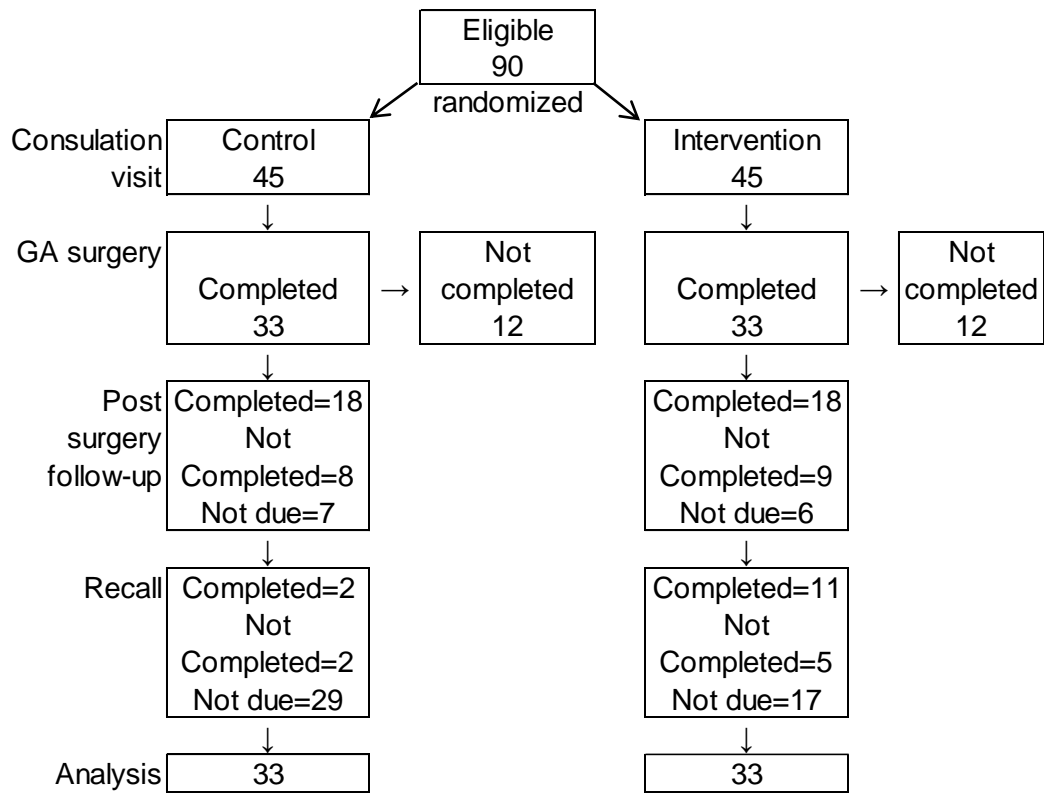 Eligible
90
randomized
Consulation
visit
Control
45
Intervention
45
↓
↓
GA surgery
Completed
33
→
Not
completed
12
Completed
33
→
Not
completed
12
↓
↓
Post
surgery
follow-up
Completed=18
Not
Completed=8
Not due=7
Completed=18
Not
Completed=9
Not due=6
↓
↓
Recall
Completed=2
Not
Completed=2
Not due=29
Completed=11
Not
Completed=5
Not due=17
↓
↓
Analysis
33
33